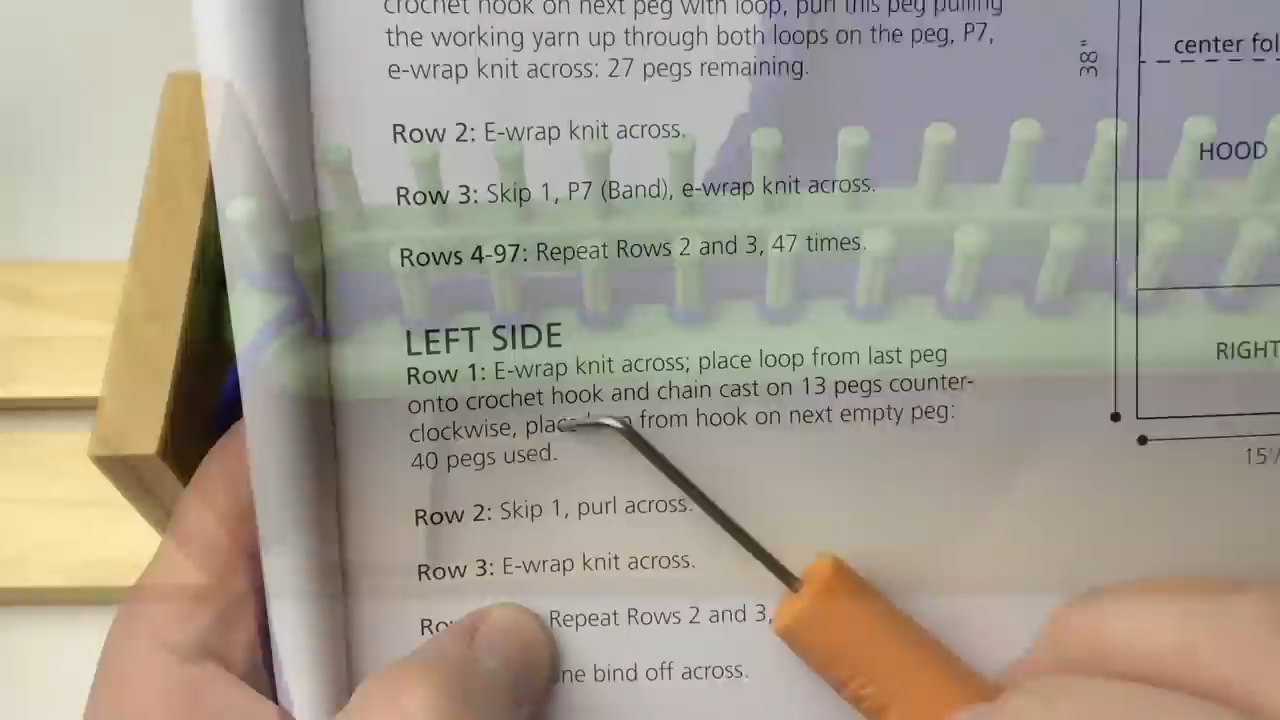 crochet hook on next peg with loop, purl this peg pulling
the working yarn up through both loops on the peg, P7,
e-wrap knit across: 27 pegs remaining.
Row 2: E-wrap knit across.
Row 3: Skip 1, P7 (Band), e-wrap knit across.
Rows 4-97: Repeat Rows 2 and 3, 47 times.
LEFT SIDE
Row 1: E-wrap knit across; place loop from last peg
onto crochet hook and chain cast on 13 pegs counter-
clockwise, from hook on next empty peg:
40 pegs used.
Row 2: Skip 1, purl across.
Row 3: E-wrap knit across.
Repeat Rows 2 and 3,
bind off across.
38"
center
HOOD
RIGHT